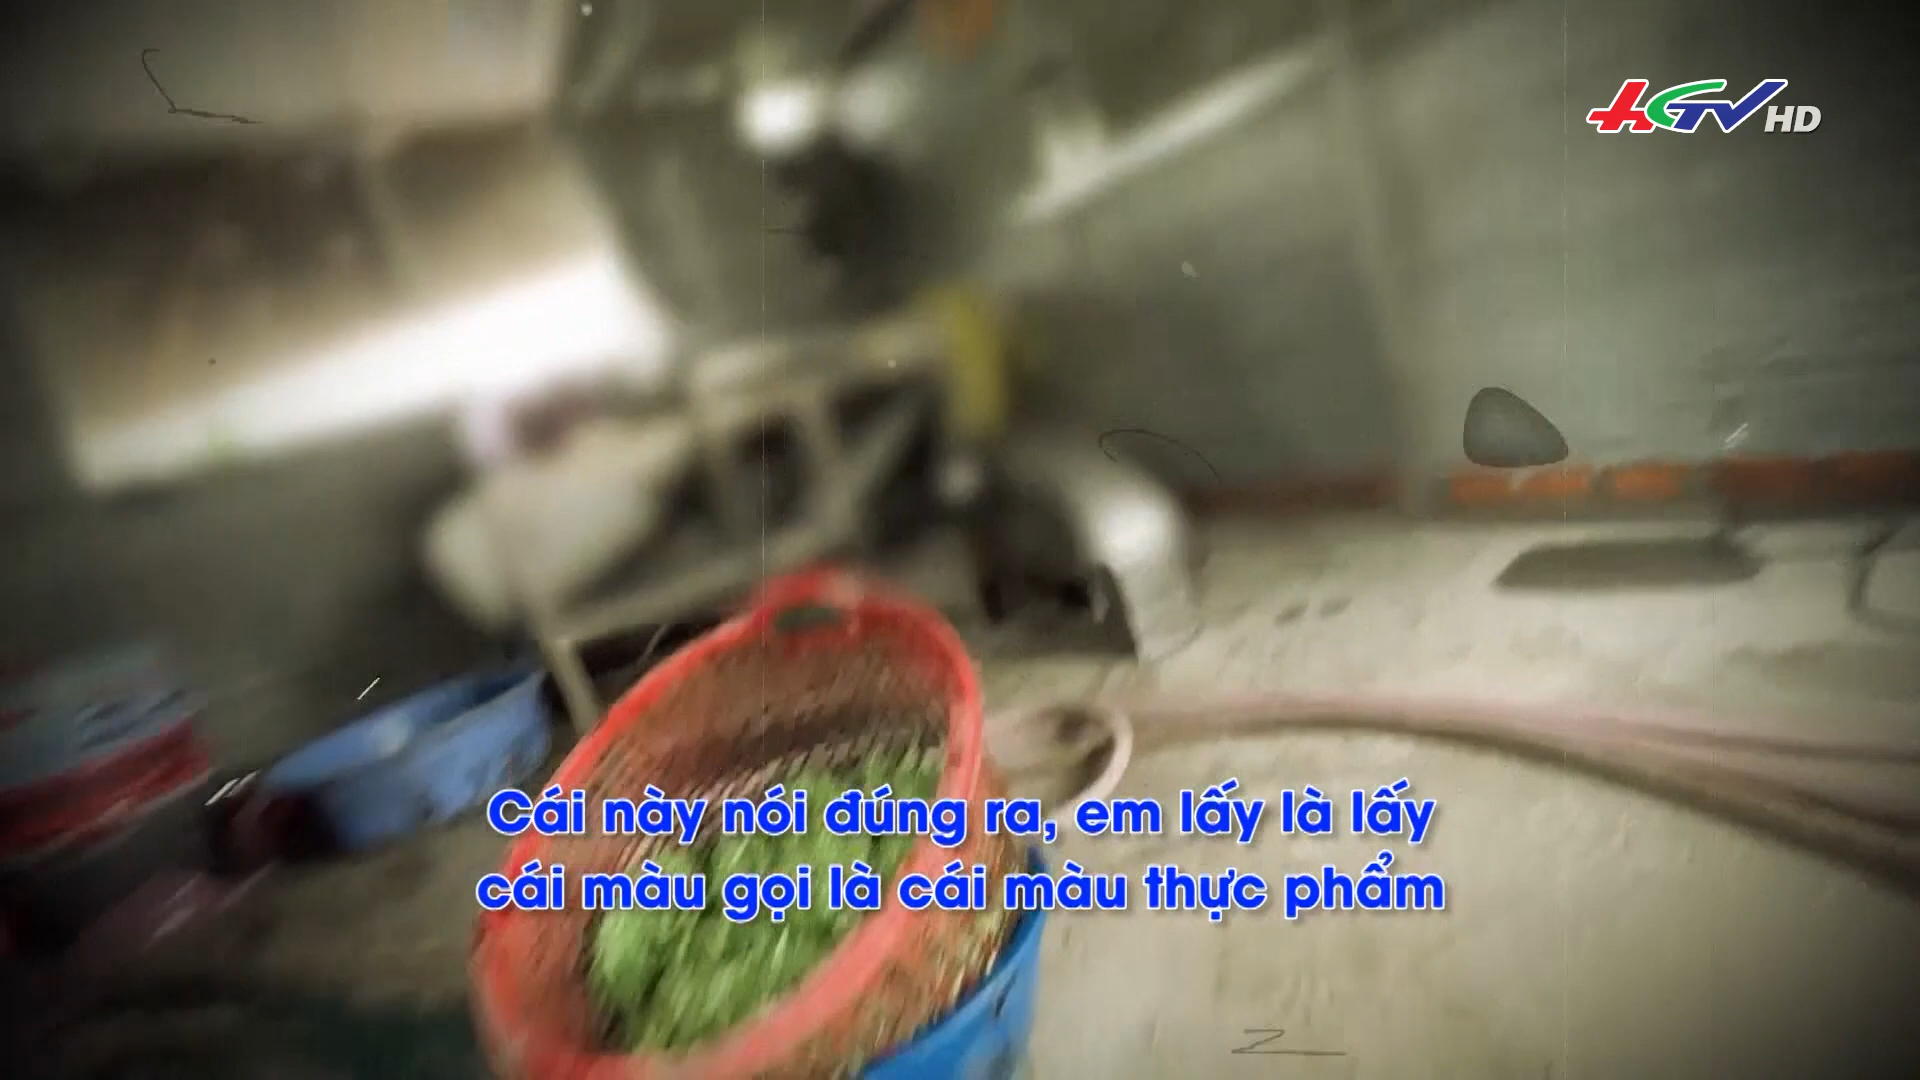 HGTV HD
Cái này nói đúng ra, em lấy là lấy
cái màu gọi là cái màu thực phẩm